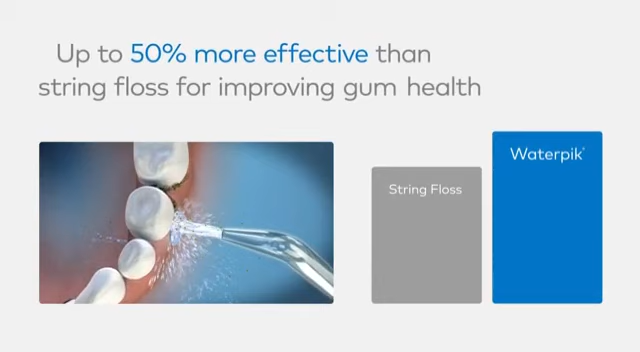 Up to 50% more effective than
string floss for improving gum health
Waterpik®
String Floss